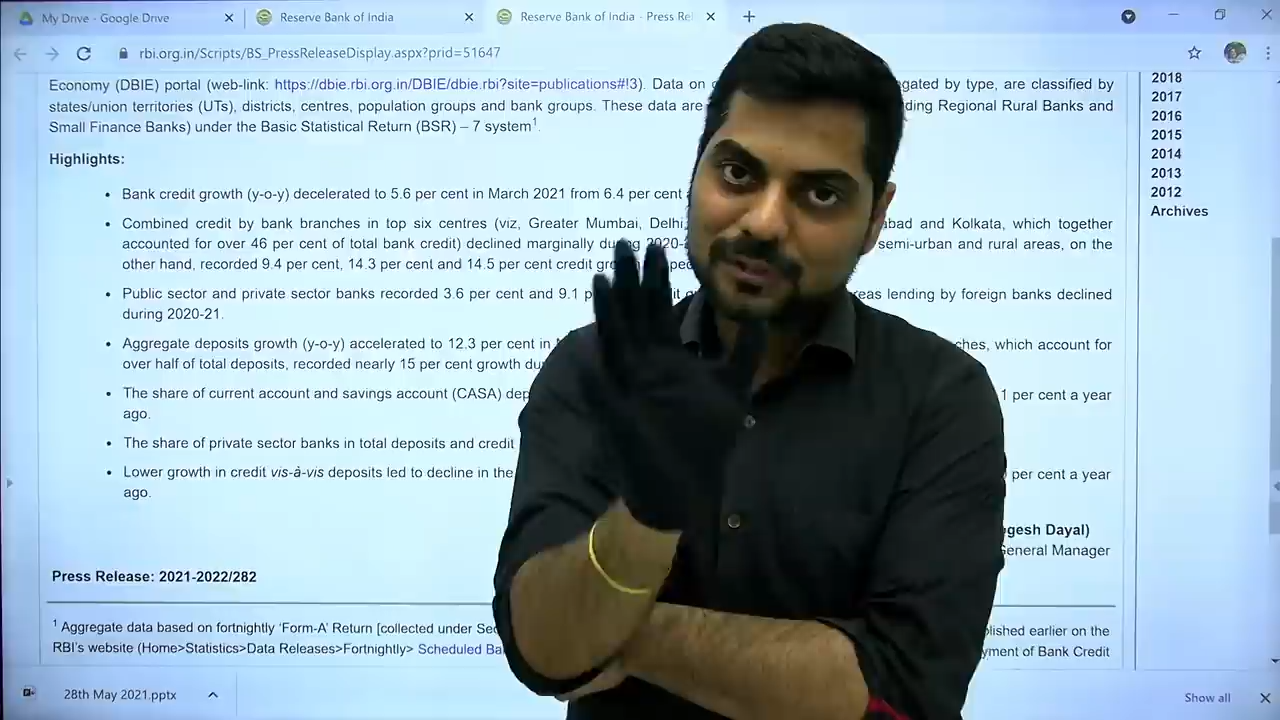 My Drive - Google Drive
Reserve Bank of India
Reserve Bank of India - Press Rel
rbi.org.in/Scripts/BS_PressReleaseDisplay.aspx?prid=51647
Economy (DBIE) portal (web-link: https://dbie.rbi.org.in/DBIE/dbie.rbi?site=publications#!3). Data on gated by type, are classified by
states/union territories (UTs), districts, centres, population groups and bank groups. These data are Regional Rural Banks and
Small Finance Banks) under the Basic Statistical Return (BSR) – 7 system1.
Highlights:
• Bank credit growth (y-o-y) decelerated to 5.6 per cent in March 2021 from 6.4 per cent
• Combined credit by bank branches in top six centres (viz, Greater Mumbai, Delhi, and Kolkata, which together
accounted for over 46 per cent of total bank credit) declined marginally during semi-urban and rural areas, on the
other hand, recorded 9.4 per cent, 14.3 per cent and 14.5 per cent credit
• Public sector and private sector banks recorded 3.6 per cent and 9.1 lending by foreign banks declined
during 2020-21.
• Aggregate deposits growth (y-o-y) accelerated to 12.3 per cent in which account for
over half of total deposits, recorded nearly 15 per cent growth
• The share of current account and savings account (CASA) 1 per cent a year
ago.
• The share of private sector banks in total deposits and credit
• Lower growth in credit vis-à-vis deposits led to decline in the per cent a year
ago.
gesh Dayal)
General Manager
Press Release: 2021-2022/282
1 Aggregate data based on fortnightly ‘Form-A’ Return [collected under earlier on the
RBI’s website (Home>Statistics>Data Releases>Fortnightly> Scheduled of Bank Credit
2018
2017
2016
2015
2014
2013
2012
Archives
28th May 2021.pptx
Show all